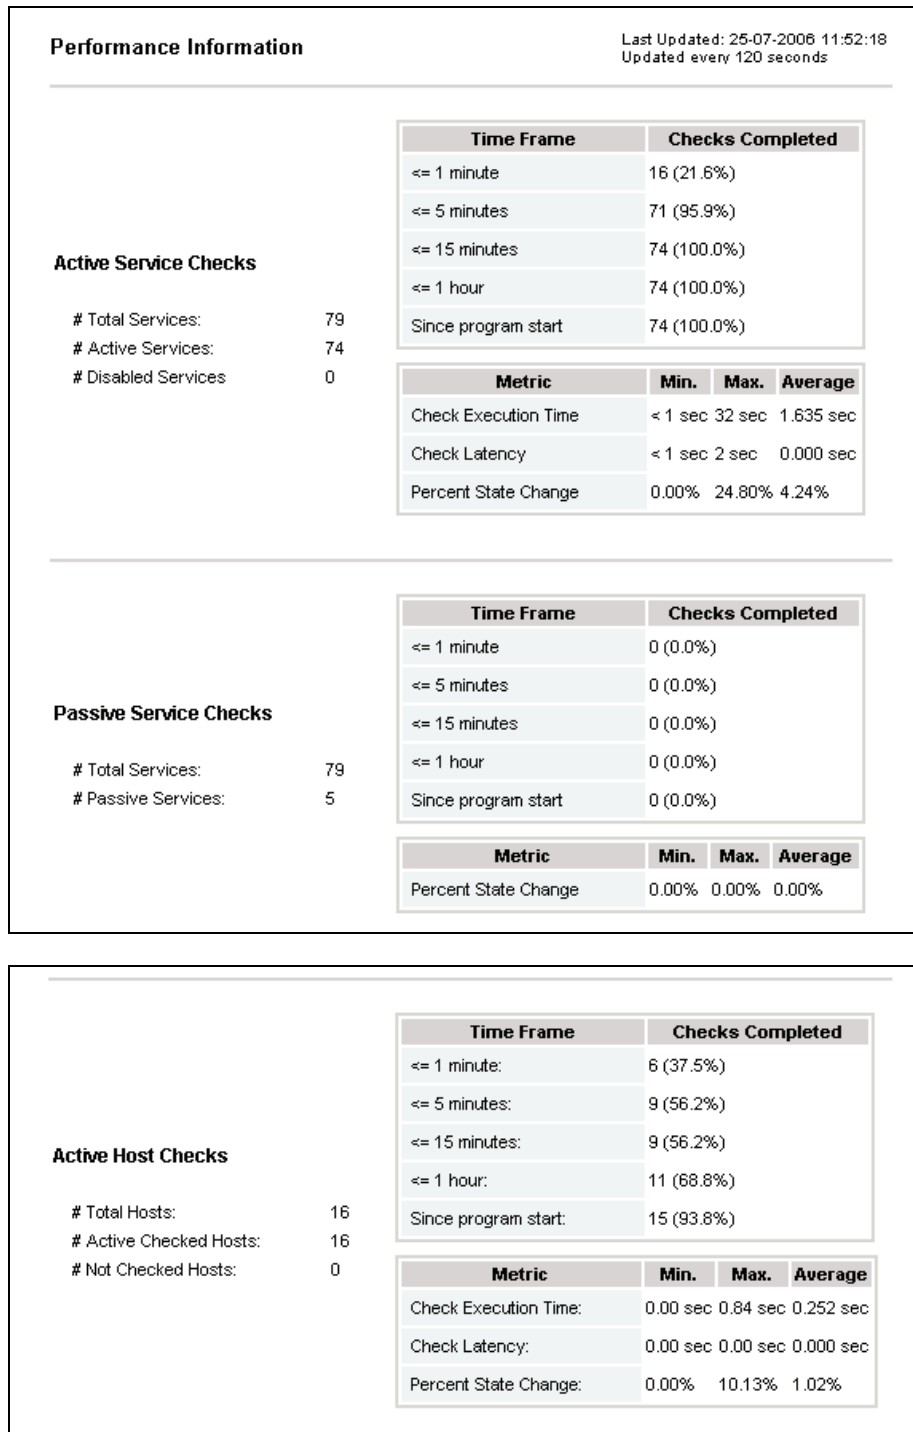 Performance Information
Last Updated: 25-07-2006 11:52:18
Updated every 120 seconds
Active Service Checks
# Total Services: 79
# Active Services: 74
# Disabled Services 0
Time Frame Checks Completed
<= 1 minute 16 (21.6%)
<= 5 minutes 71 (95.9%)
<= 15 minutes 74 (100.0%)
<= 1 hour 74 (100.0%)
Since program start 74 (100.0%)
Metric Min. Max. Average
Check Execution Time < 1 sec 32 sec 1.635 sec
Check Latency < 1 sec 2 sec 0.000 sec
Percent State Change 0.00% 24.80% 4.24%
Passive Service Checks
# Total Services: 79
# Passive Services: 5
Time Frame Checks Completed
<= 1 minute 0 (0.0%)
<= 5 minutes 0 (0.0%)
<= 15 minutes 0 (0.0%)
<= 1 hour 0 (0.0%)
Since program start 0 (0.0%)
Metric Min. Max. Average
Percent State Change 0.00% 0.00% 0.00%
Active Host Checks
# Total Hosts: 16
# Active Checked Hosts: 16
# Not Checked Hosts: 0
Time Frame Checks Completed
<= 1 minute: 6 (37.5%)
<= 5 minutes: 9 (56.2%)
<= 15 minutes: 9 (56.2%)
<= 1 hour: 11 (68.8%)
Since program start: 15 (93.8%)
Metric Min. Max. Average
Check Execution Time: 0.00 sec 0.84 sec 0.252 sec
Check Latency: 0.00 sec 0.00 sec 0.000 sec
Percent State Change: 0.00% 10.13% 1.02%